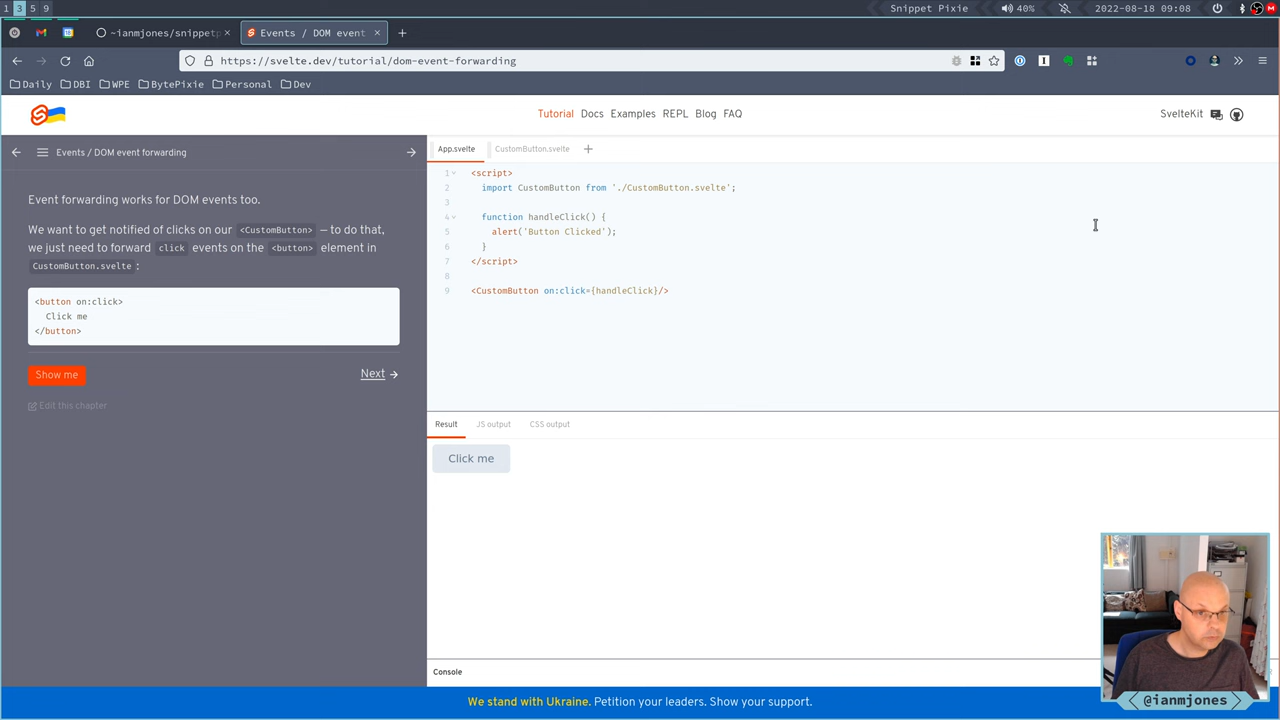 1 3 5 9
Snippet Pixie
40%
2022-08-18 09:08
~ianmjones/snippetp ×
Events / DOM event ×
+
https://svelte.dev/tutorial/dom-event-forwarding
Daily DBI WPE BytePixie Personal Dev
Tutorial Docs Examples REPL Blog FAQ
SvelteKit
Events / DOM event forwarding
Event forwarding works for DOM events too.
We want to get notified of clicks on our <CustomButton> — to do that,
we just need to forward click events on the <button> element in
CustomButton.svelte :
<button on:click>
Click me
</button>
Show me
Next
Edit this chapter
App.svelte CustomButton.svelte +
1 <script>
2 import CustomButton from './CustomButton.svelte';
3
4 function handleClick() {
5 alert('Button Clicked');
6 }
7 </script>
8
9 <CustomButton on:click={handleClick}/>
Result JS output CSS output
Click me
Console
@ianmjones
We stand with Ukraine. Petition your leaders. Show your support.